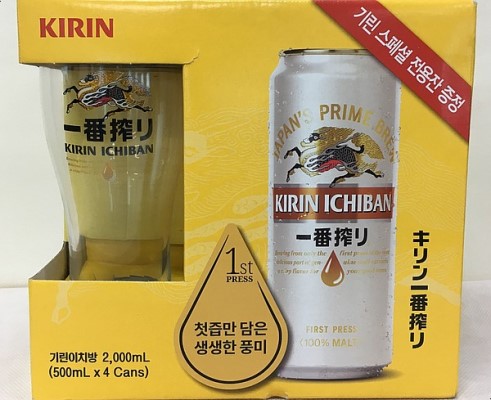 KIRIN
기린 스페셜 전용잔 증정
一番搾り
KIRIN ICHIBAN
JAPAN'S PRIME BREW
KIRIN ICHIBAN
一番搾り
FIRST PRESS
(100% MALT)
キリン一番搾り
1st
PRESS
첫즙만 담은
생생한 풍미
기린이치방 2,000mL
(500mL x 4 Cans)